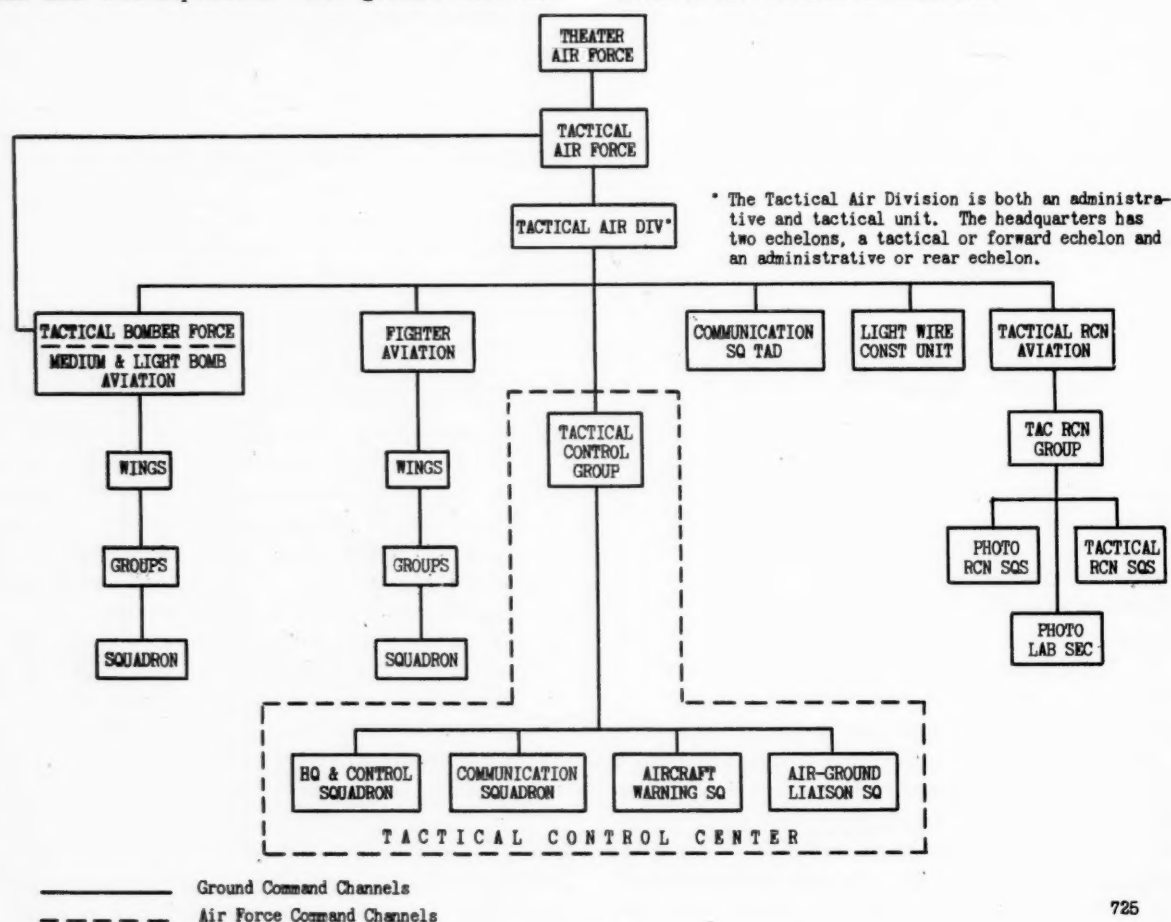 THEATER
AIR FORCE
TACTICAL
AIR FORCE
TACTICAL AIR DIV*
* The Tactical Air Division is both an administra-
tive and tactical unit. The headquarters has
two echelons, a tactical or forward echelon and
an administrative or rear echelon.
TACTICAL BOMBER FORCE
MEDIUM & LIGHT BOMB
AVIATION
FIGHTER
AVIATION
COMMUNICATION
SQ TAD
LIGHT WIRE
CONST UNIT
TACTICAL RCN
AVIATION
TACTICAL
CONTROL
GROUP
TAC RCN
GROUP
WINGS
WINGS
PHOTO
RCN SQS
TACTICAL
RCN SQS
GROUPS
GROUPS
PHOTO
LAB SEC
SQUADRON
SQUADRON
HQ & CONTROL
SQUADRON
COMMUNICATION
SQUADRON
AIRCRAFT
WARNING SQ
AIR-GROUND
LIAISON SQ
TACTICAL CONTROL CENTER
Ground Command Channels
Air Force Command Channels
725